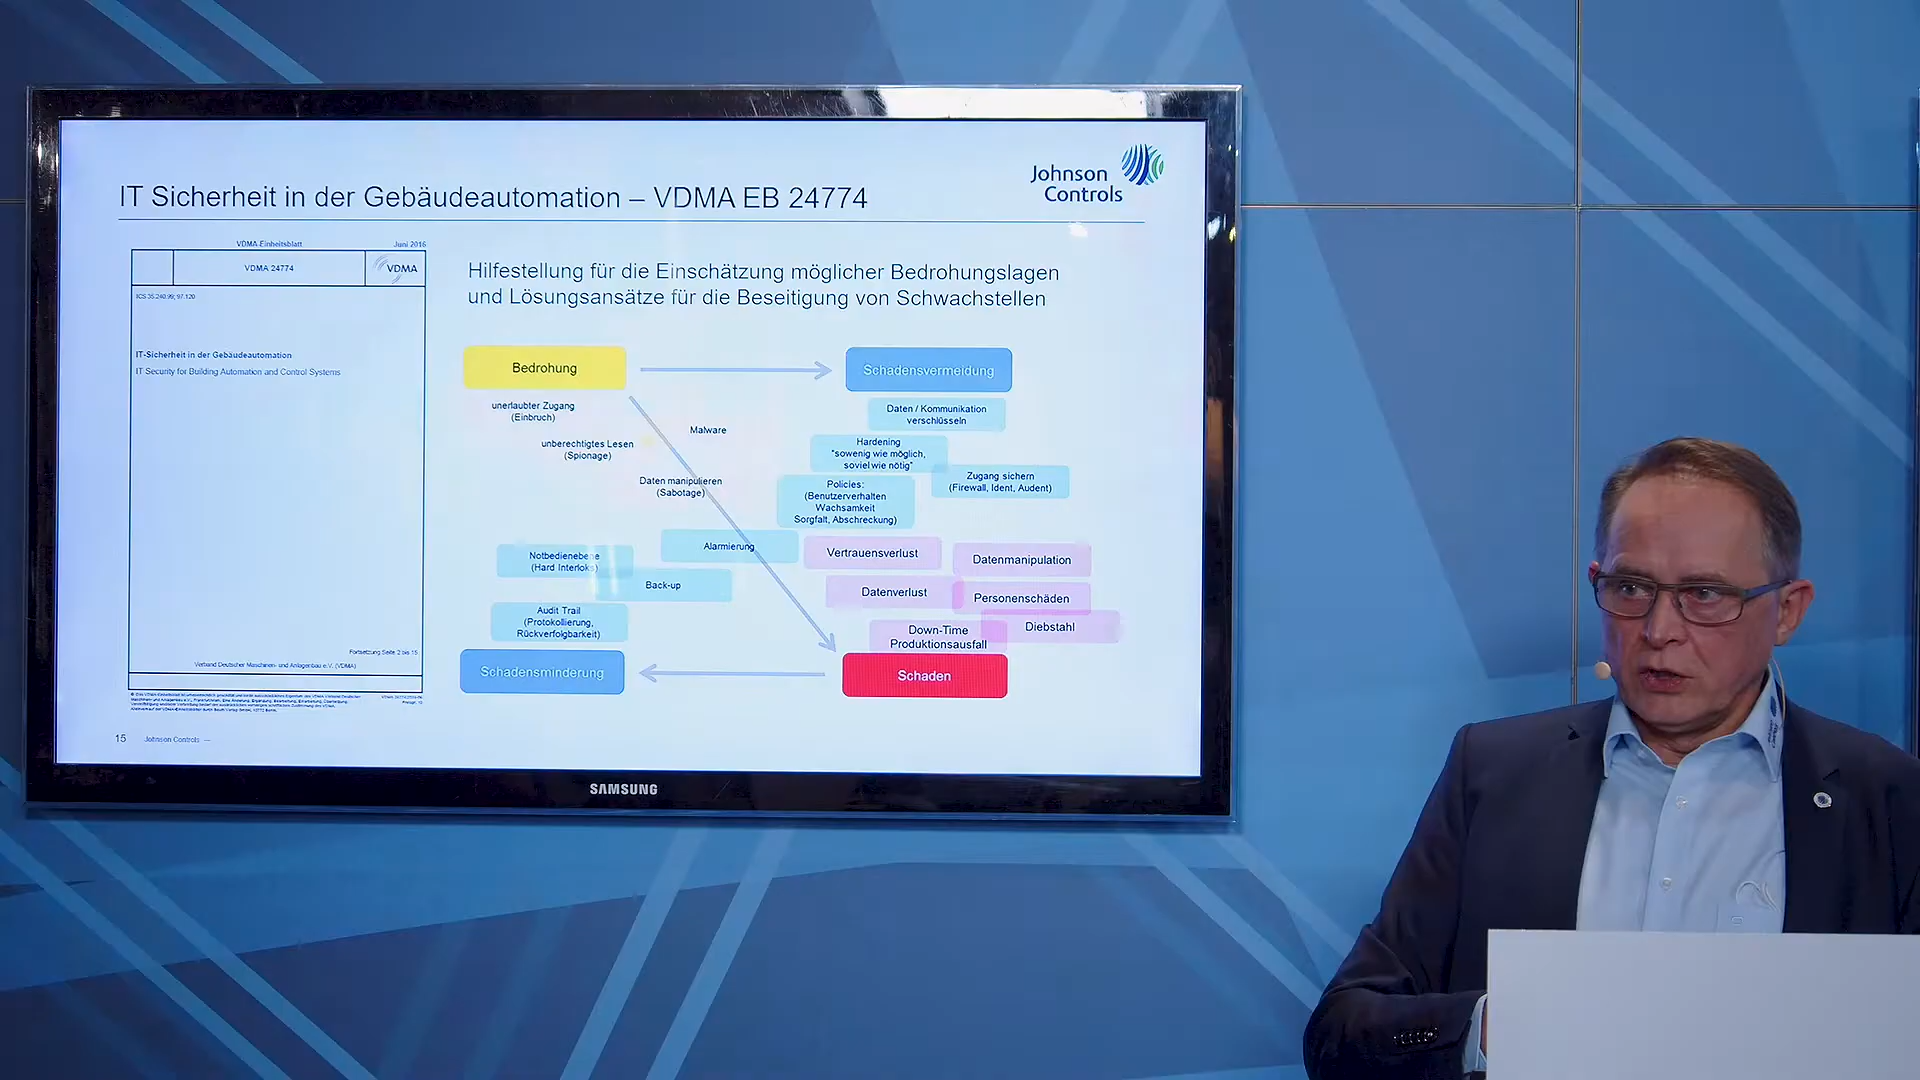 Johnson
Controls
IT Sicherheit in der Gebäudeautomation – VDMA EB 24774
VDMA-Einheitsblatt
Juni 2016
VDMA 24774
VDMA
ICS 35.240.99; 97.120
IT-Sicherheit in der Gebäudeautomation
IT Security for Building Automation and Control Systems
Fortsetzung Seite 2 bis 15
Verband Deutscher Maschinen- und Anlagenbau e.V. (VDMA)
Hilfestellung für die Einschätzung möglicher Bedrohungslagen
und Lösungsansätze für die Beseitigung von Schwachstellen
Bedrohung
Schadensvermeidung
unerlaubter Zugang
(Einbruch)
unberechtigtes Lesen
(Spionage)
Malware
Daten manipulieren
(Sabotage)
Daten / Kommunikation
verschlüsseln
Hardening
"sowenig wie möglich,
soviel wie nötig"
Zugang sichern
(Firewall, Ident, Audent)
Policies:
(Benutzerverhalten
Wachsamkeit
Sorgfalt, Abschreckung)
Alarmierung
Notbedienebene
(Hard Interloks)
Back-up
Audit Trail
(Protokollierung,
Rückverfolgbarkeit)
Vertrauensverlust
Datenmanipulation
Datenverlust
Personenschäden
Diebstahl
Down-Time
Produktionsausfall
Schadensminderung
Schaden
15
Johnson Controls —
SAMSUNG